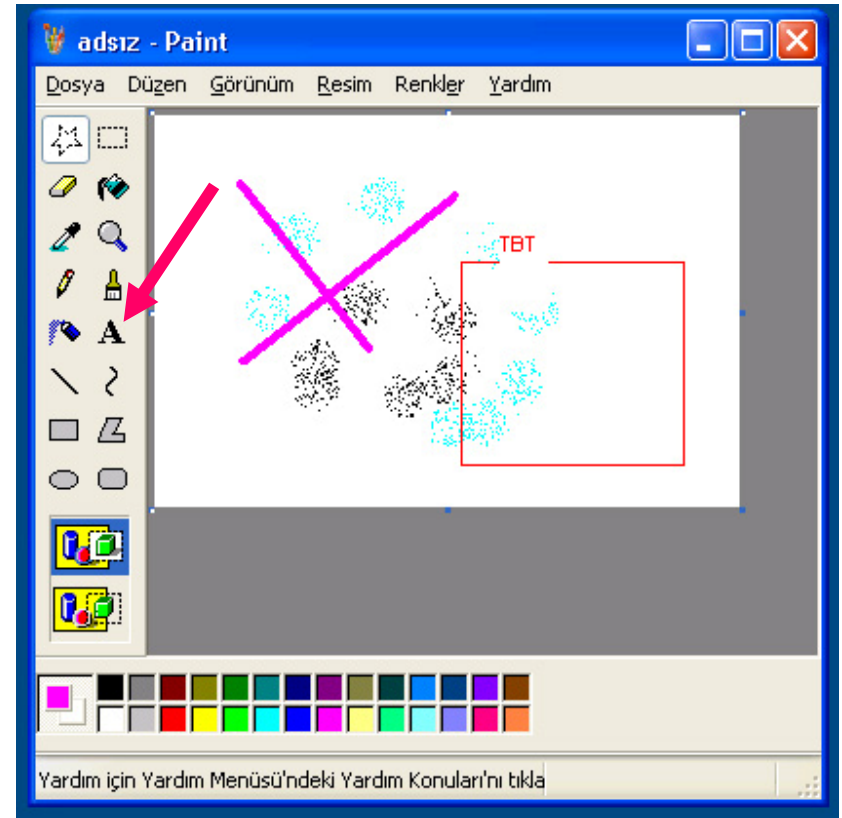 adsız - Paint
Dosya Düzen Görünüm Resim Renkler Yardım
A
TBT
Yardım için Yardım Menüsü'ndeki Yardım Konuları'nı tıkla